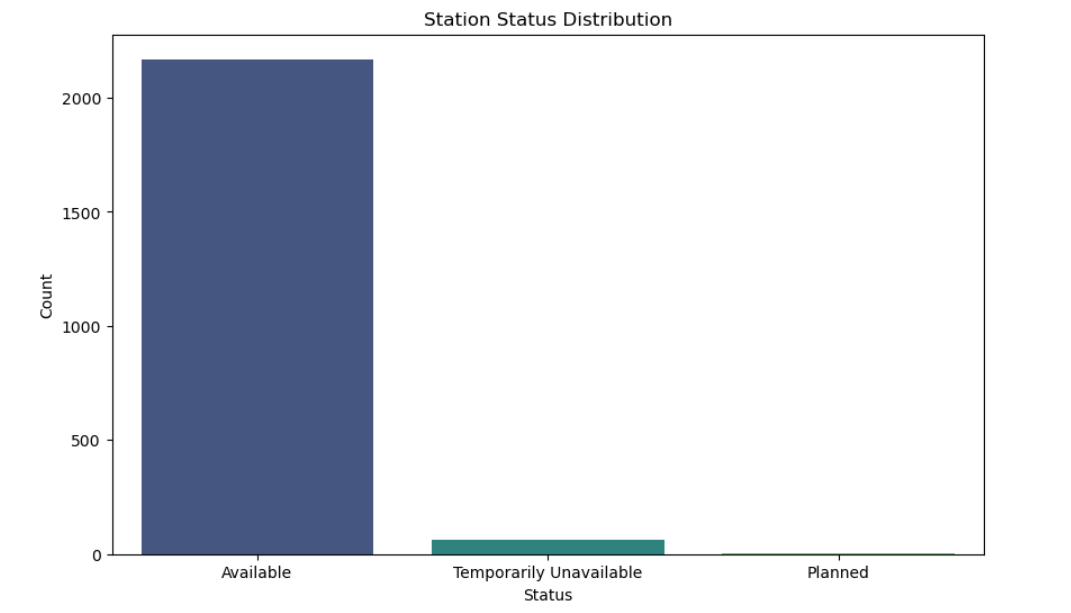 Station Status Distribution
2000
1500
1000
500
0
Count
Available Temporarily Unavailable Planned
Status